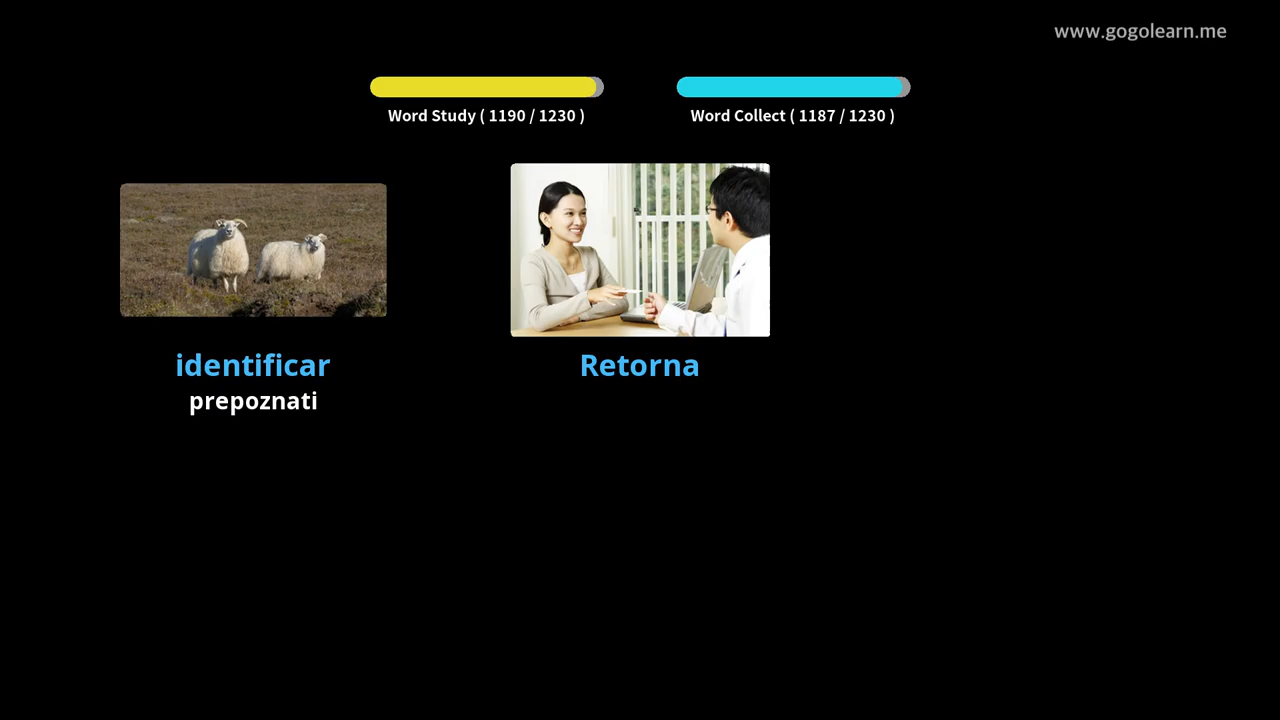 www.gogolearn.me
Word Study ( 1190 / 1230 )
Word Collect ( 1187 / 1230 )
identificar
prepoznati
Retorna